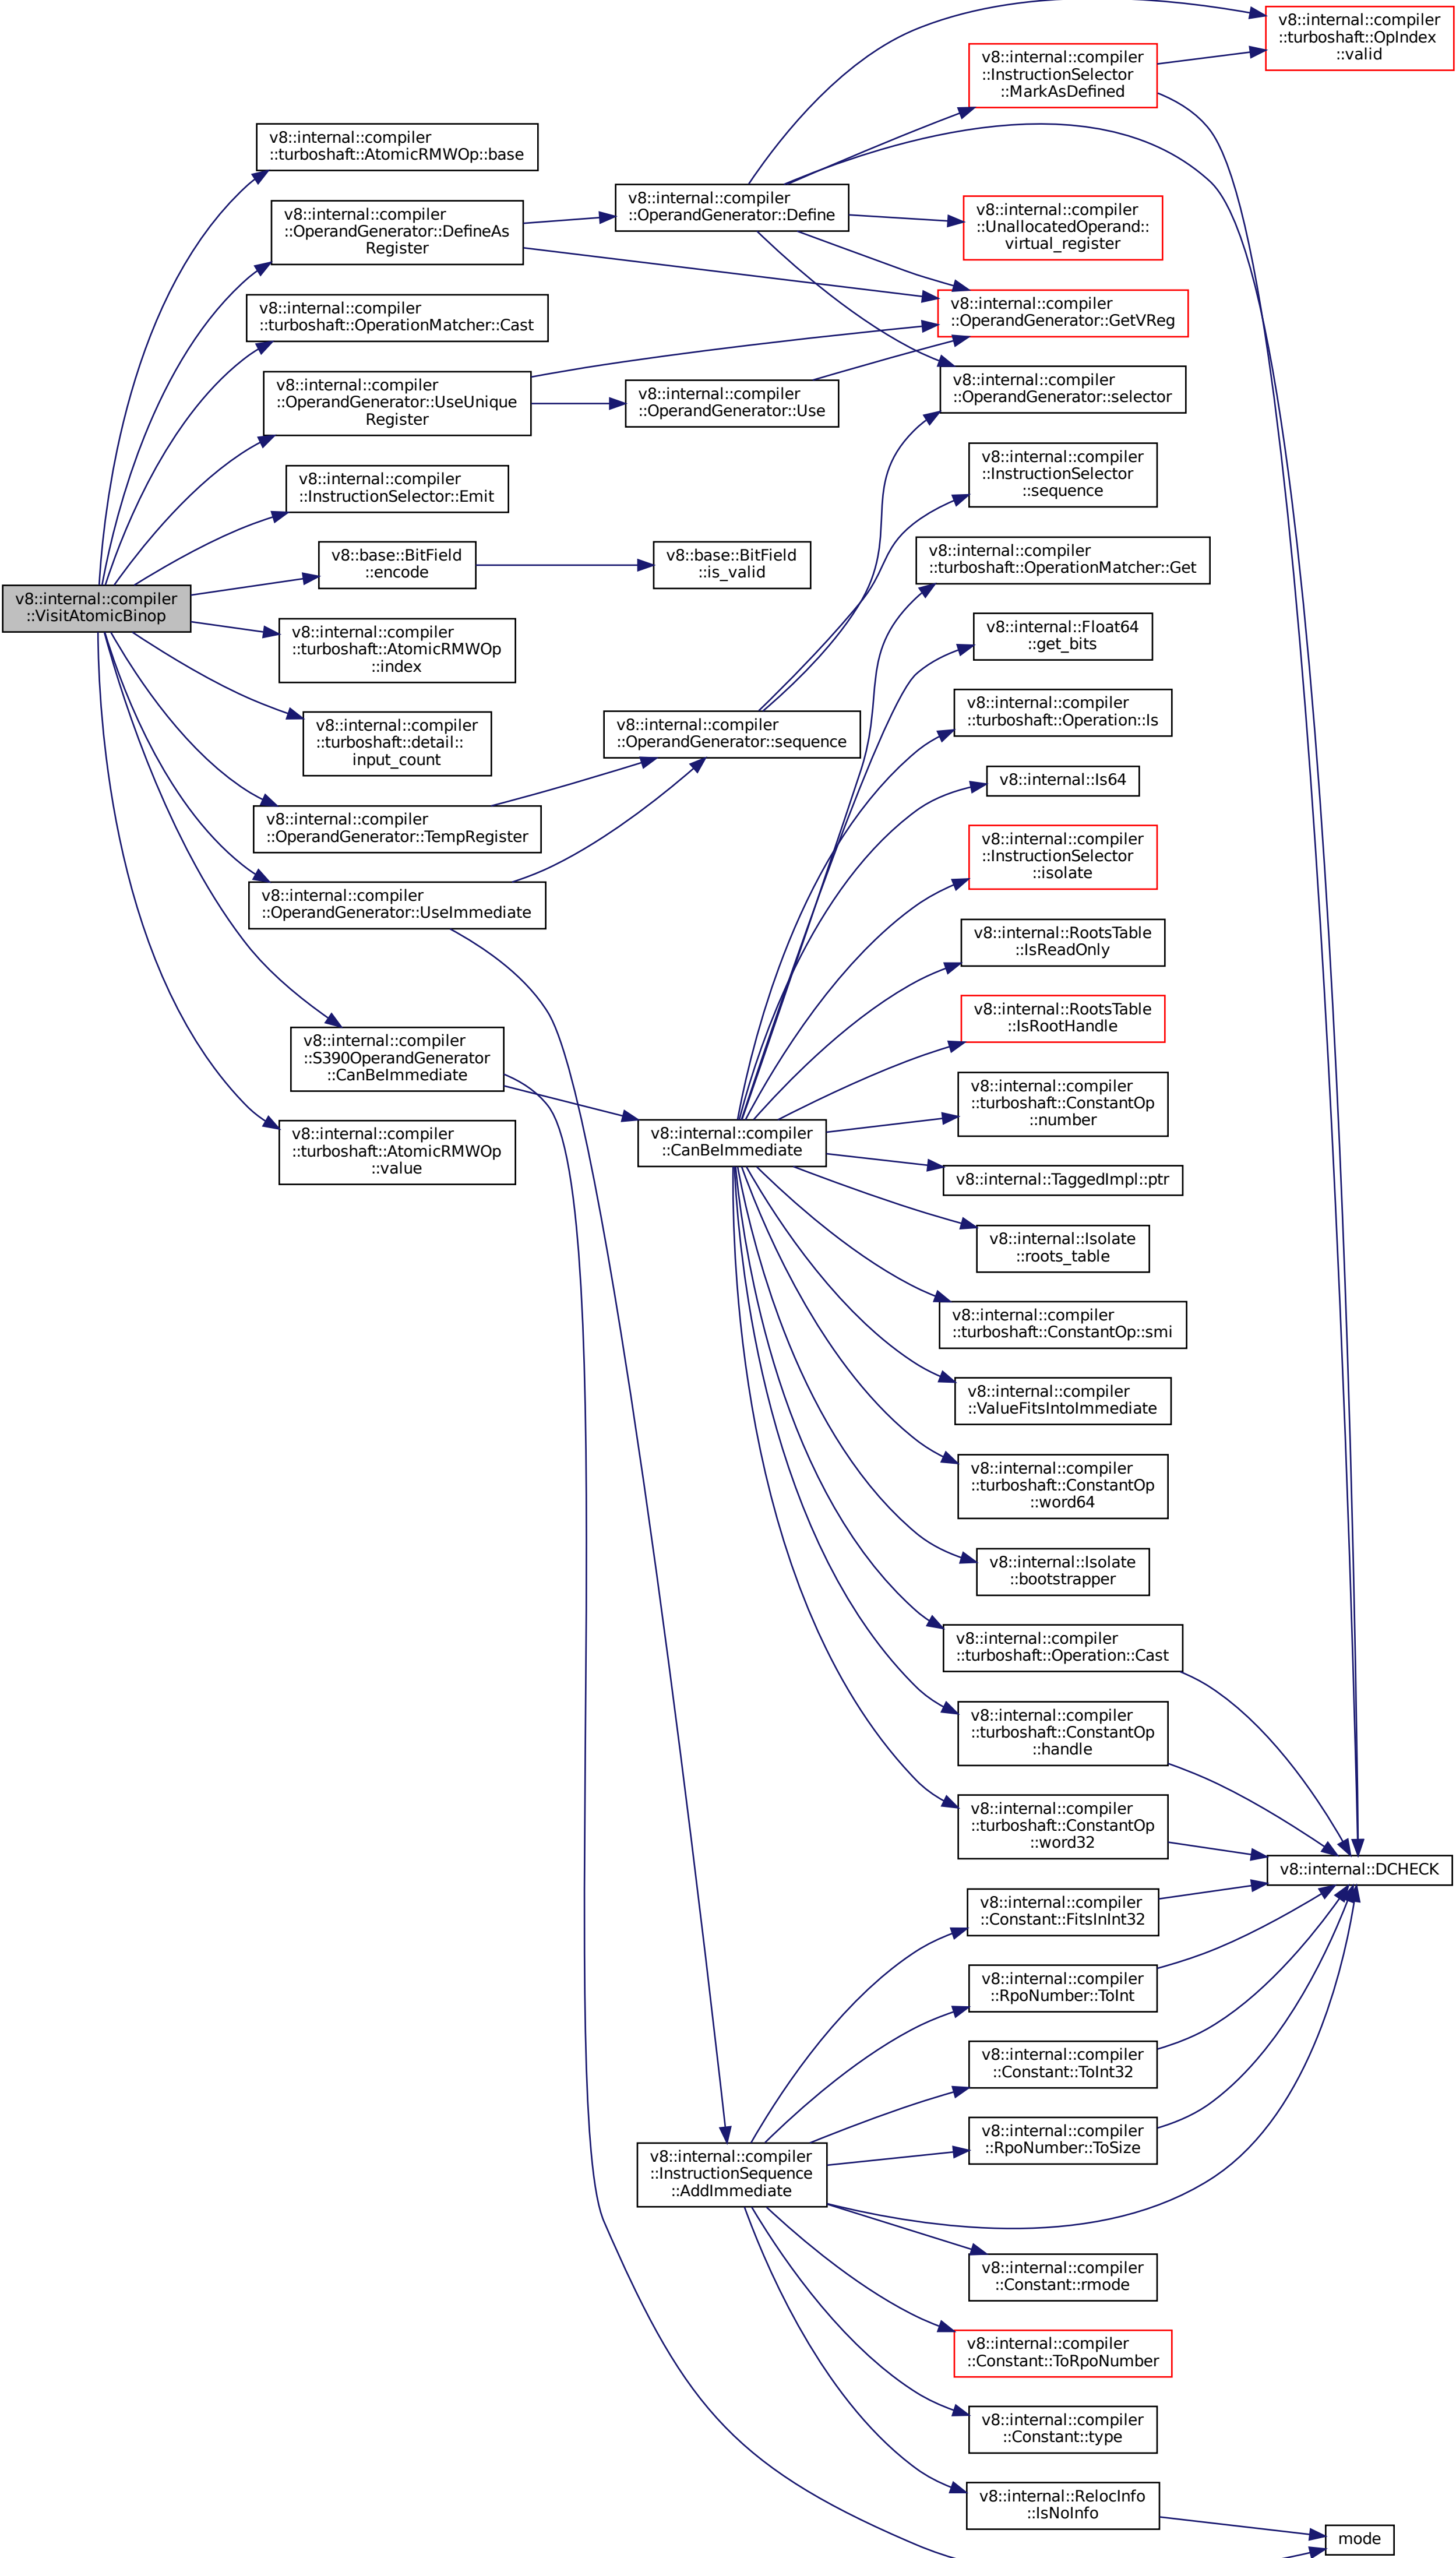 v8::internal::compiler
::VisitAtomicBinop
v8::internal::compiler
::turboshaft::AtomicRMWOp::base
v8::internal::compiler
::OperandGenerator::DefineAs
Register
v8::internal::compiler
::turboshaft::OperationMatcher::Cast
v8::internal::compiler
::OperandGenerator::UseUnique
Register
v8::internal::compiler
::InstructionSelector::Emit
v8::base::BitField
::encode
v8::internal::compiler
::turboshaft::AtomicRMWOp
::index
v8::internal::compiler
::turboshaft::detail::
input_count
v8::internal::compiler
::OperandGenerator::TempRegister
v8::internal::compiler
::OperandGenerator::UseImmediate
v8::internal::compiler
::S390OperandGenerator
::CanBeImmediate
v8::internal::compiler
::turboshaft::AtomicRMWOp
::value
v8::internal::compiler
::OperandGenerator::Define
v8::internal::compiler
::OperandGenerator::Use
v8::base::BitField
::is_valid
v8::internal::compiler
::OperandGenerator::sequence
v8::internal::compiler
::CanBeImmediate
v8::internal::compiler
::InstructionSequence
::AddImmediate
v8::internal::compiler
::InstructionSelector
::MarkAsDefined
v8::internal::compiler
::UnallocatedOperand::
virtual_register
v8::internal::compiler
::OperandGenerator::GetVReg
v8::internal::compiler
::OperandGenerator::selector
v8::internal::compiler
::InstructionSelector
::sequence
v8::internal::compiler
::turboshaft::OperationMatcher::Get
v8::internal::Float64
::get_bits
v8::internal::compiler
::turboshaft::Operation::Is
v8::internal::Is64
v8::internal::compiler
::InstructionSelector
::isolate
v8::internal::RootsTable
::IsReadOnly
v8::internal::RootsTable
::IsRootHandle
v8::internal::compiler
::turboshaft::ConstantOp
::number
v8::internal::TaggedImpl::ptr
v8::internal::Isolate
::roots_table
v8::internal::compiler
::turboshaft::ConstantOp::smi
v8::internal::compiler
::ValueFitsIntoImmediate
v8::internal::compiler
::turboshaft::ConstantOp
::word64
v8::internal::Isolate
::bootstrapper
v8::internal::compiler
::turboshaft::Operation::Cast
v8::internal::compiler
::turboshaft::ConstantOp
::handle
v8::internal::compiler
::turboshaft::ConstantOp
::word32
v8::internal::compiler
::Constant::FitsInInt32
v8::internal::compiler
::RpoNumber::ToInt
v8::internal::compiler
::Constant::ToInt32
v8::internal::compiler
::RpoNumber::ToSize
v8::internal::compiler
::Constant::rmode
v8::internal::compiler
::Constant::ToRpoNumber
v8::internal::compiler
::Constant::type
v8::internal::RelocInfo
::IsNoInfo
v8::internal::compiler
::turboshaft::OpIndex
::valid
v8::internal::DCHECK
mode